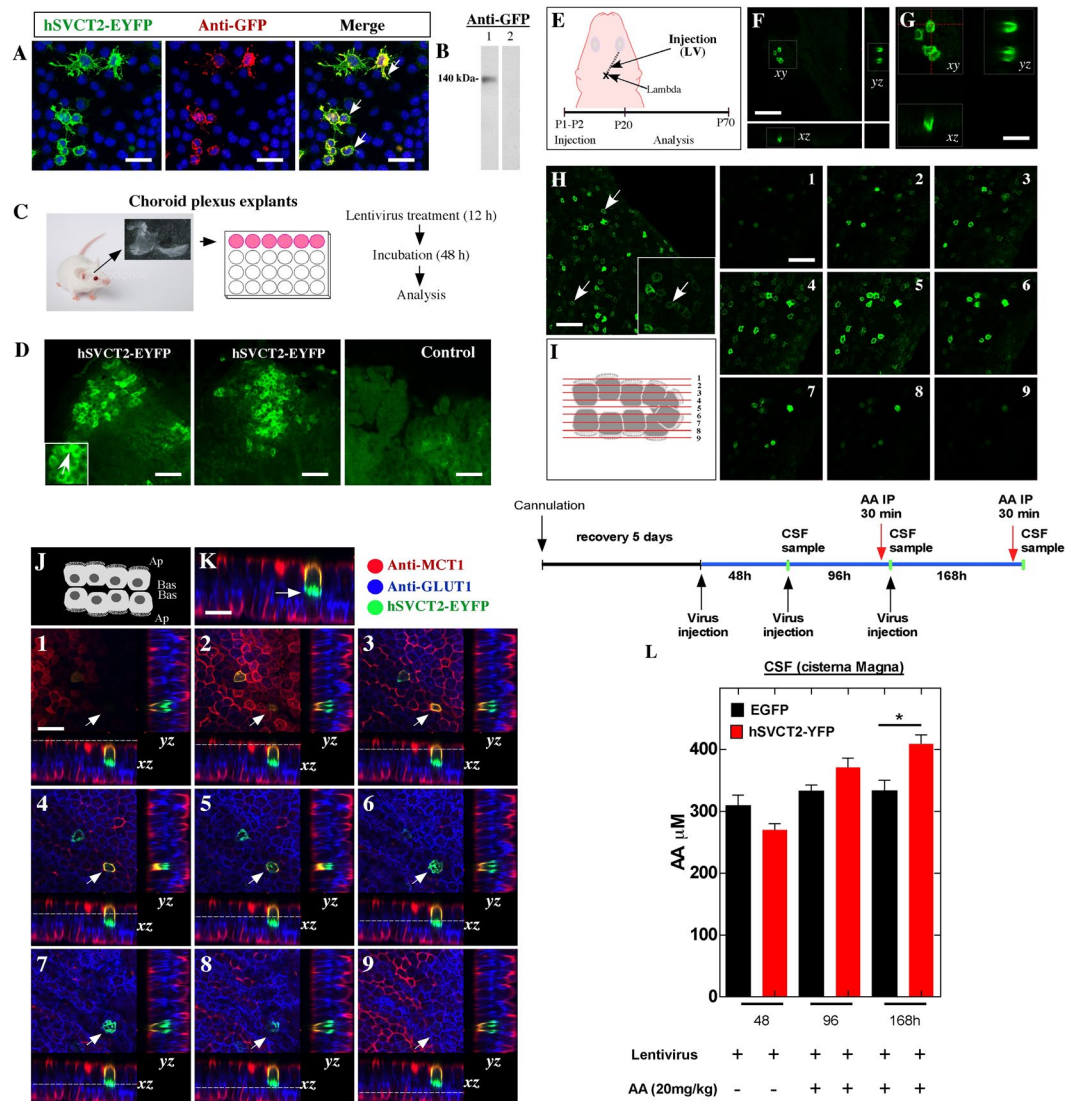 hSVCT2-EYFP Anti-GFP Merge
A
B
Anti-GFP
1 2
140 kDa-
C
Choroid plexus explants
Lentivirus treatment (12 h)
Incubation (48 h)
Analysis
D
hSVCT2-EYFP
hSVCT2-EYFP
Control
E
Injection
(LV)
Lambda
P1-P2 P20 P70
Injection Analysis
F
xy
yz
xz
G
xy
yz
xz
H
1
2
3
4
5
6
7
8
9
I
1
2
3
4
5
6
7
8
9
J
Ap
Bas
Bas
Ap
K
Anti-MCT1
Anti-GLUT1
hSVCT2-EYFP
1
yz
xz
2
yz
xz
3
yz
xz
4
yz
xz
5
yz
xz
6
yz
xz
7
yz
xz
8
yz
xz
9
yz
xz
Cannulation
recovery 5 days
AA IP
30 min
AA IP
30 min
CSF
sample
CSF
sample
CSF
sample
48h 96h 168h
Virus
injection
Virus
injection
Virus
injection
L
CSF (cisterna Magna)
EGFP
hSVCT2-YFP
*
AA µM
400
300
200
100
0
48 96 168h
Lentivirus + + + + + +
AA (20mg/kg) - - + + + +